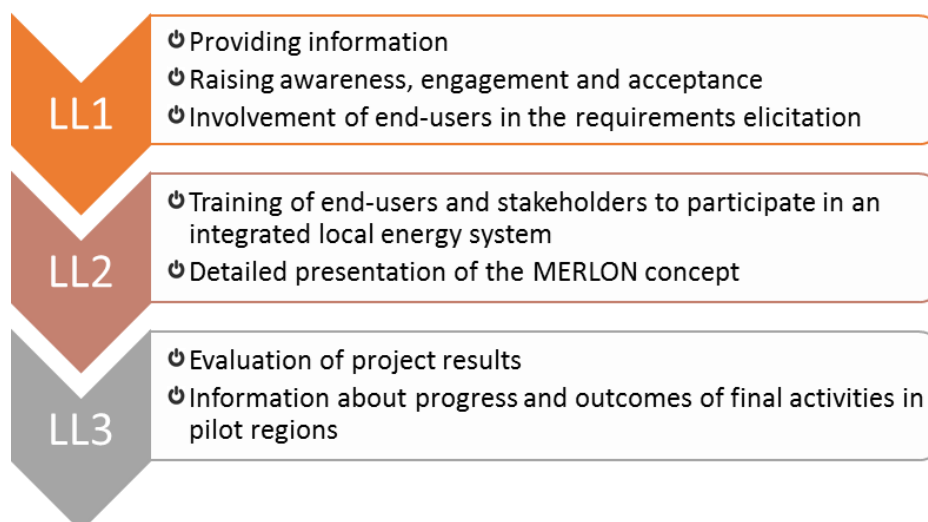 LL1
Providing information
Raising awareness, engagement and acceptance
Involvement of end-users in the requirements elicitation
LL2
Training of end-users and stakeholders to participate in an
integrated local energy system
Detailed presentation of the MERLON concept
LL3
Evaluation of project results
Information about progress and outcomes of final activities in
pilot regions